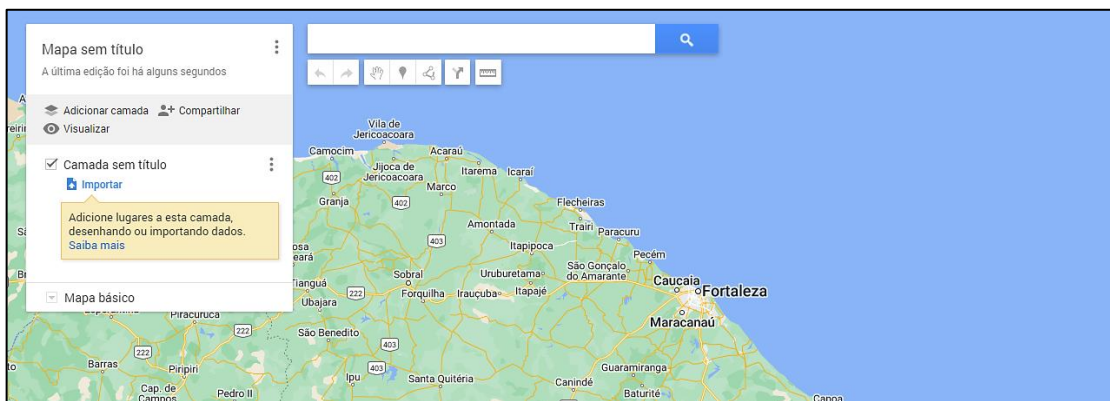 Mapa sem título
A última edição foi há alguns segundos
Adicionar camada
Compartilhar
Visualizar
Camada sem título
Importar
Adicione lugares a esta camada,
desenhando ou importando dados.
Saiba mais
Mapa básico
Vila de
Jericoacoara
Camocim
Acaraú
Jijoca de
Jericoacoara
Itarema
Icaraí
402
Marco
Granja
402
Flecheiras
Amontada
Trairi
Paracuru
403
Itapipoca
Pecém
Sobral
Uruburetama
São Gonçalo
do Amarante
Caucaia
Fortaleza
222
Forquilha
Irauçuba
Itapajé
Ubajara
Maracanaú
Piracuruca
222
São Benedito
403
222
Barras
Piripiri
403
Guaramiranga
Ipu
Santa Quitéria
Canindé
Cap. de
Campos
Pedro II
Baturité